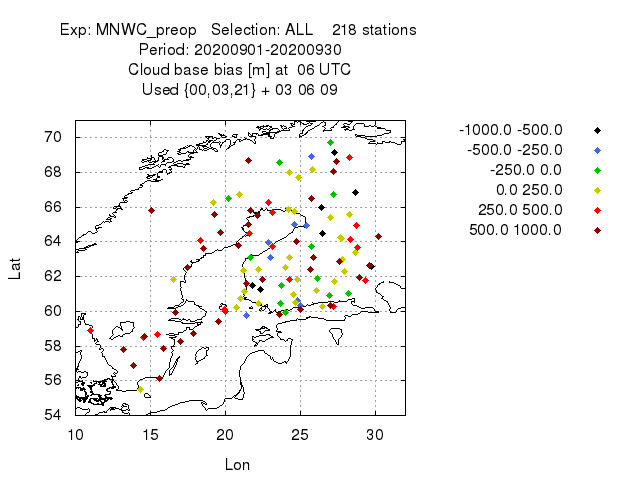 Exp: MNWC_preop Selection: ALL 218 stations
Period: 20200901-20200930
Cloud base bias [m] at 06 UTC
Used {00,03,21} + 03 06 09
-1000.0 -500.0
-500.0 -250.0
-250.0 0.0
0.0 250.0
250.0 500.0
500.0 1000.0
70
68
66
64
62
60
58
56
54
Lat
10 15 20 25 30
Lon